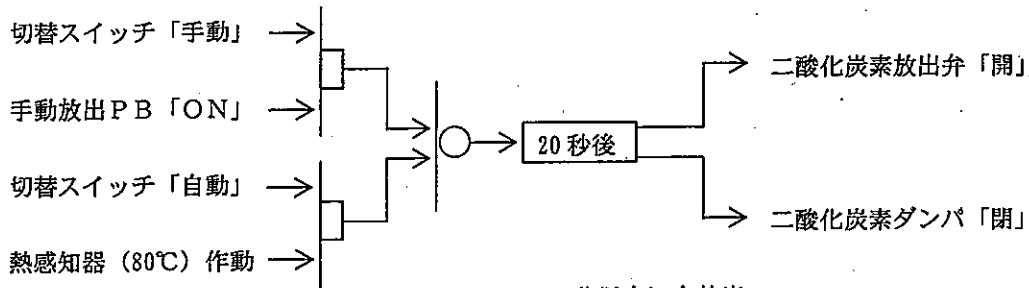 切替スイッチ「手動」
手動放出PB「ON」
切替スイッチ「自動」
熱感知器（80℃）作動
20秒後
二酸化炭素放出弁「開」
二酸化炭素ダンパ「閉」